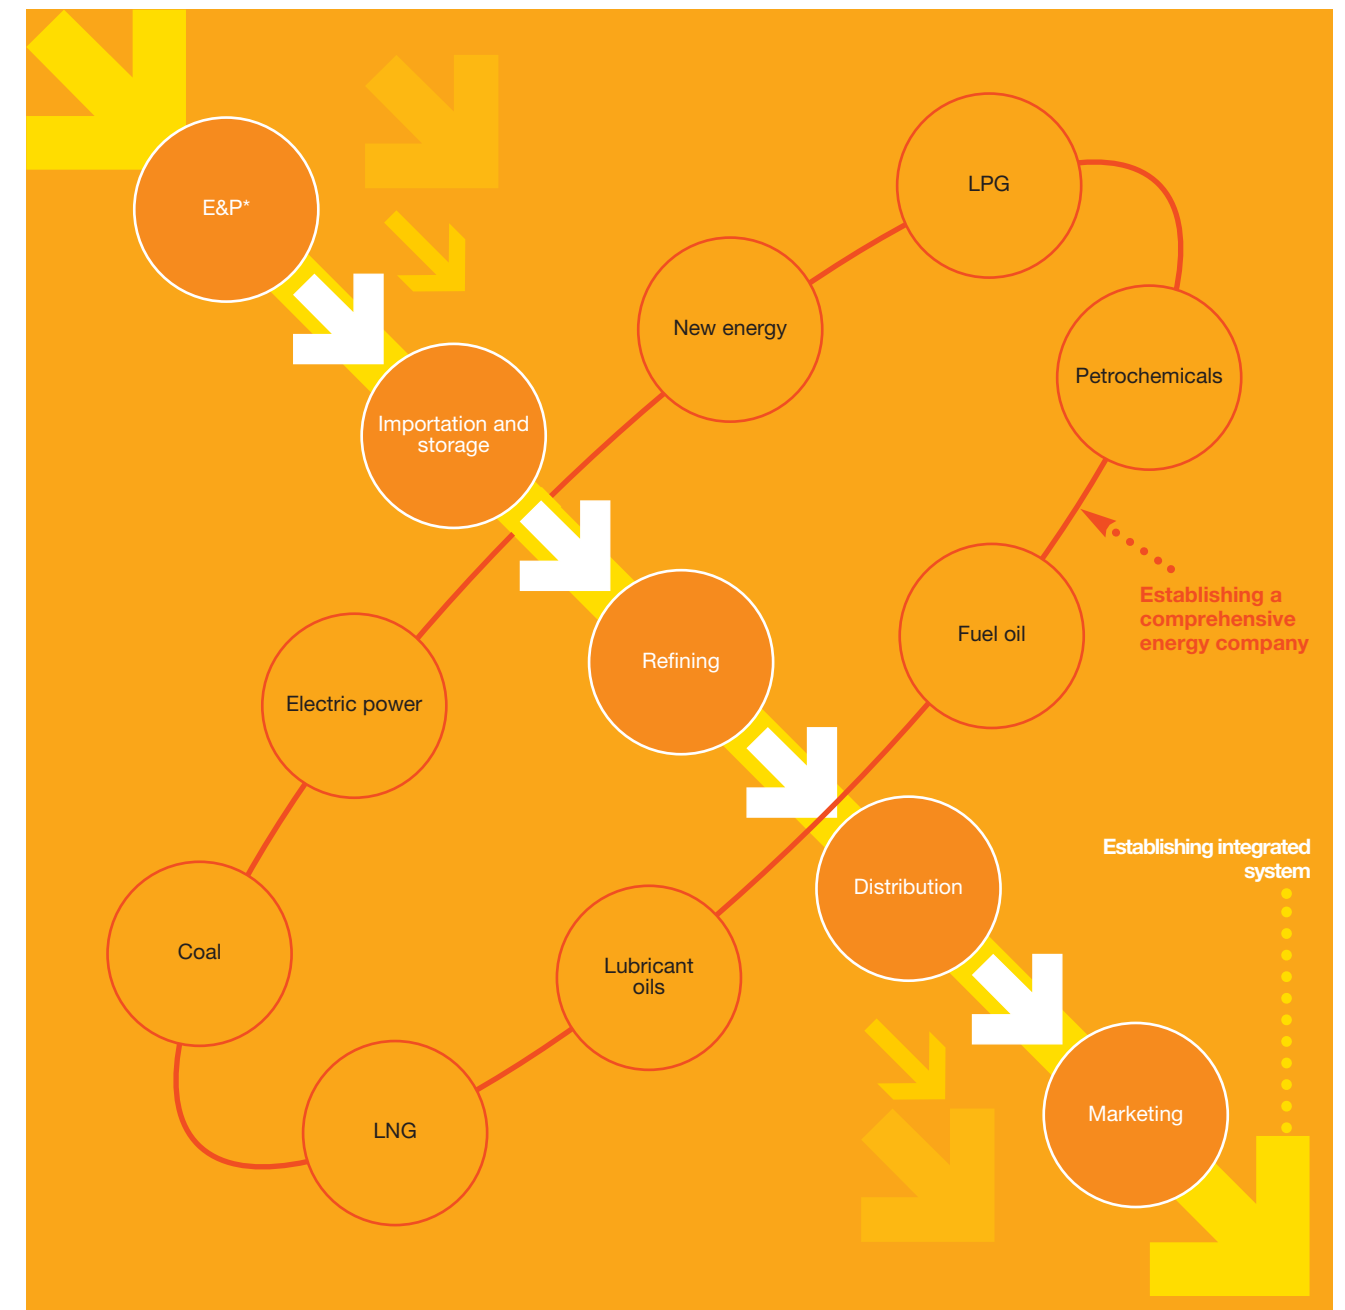 LPG
E&P*
New energy
Petrochemicals
Importation and
storage
Establishing a
comprehensive
energy company
Fuel oil
Refining
Electric power
Establishing integrated
system
Distribution
Coal
Lubricant
oils
Marketing
LNG